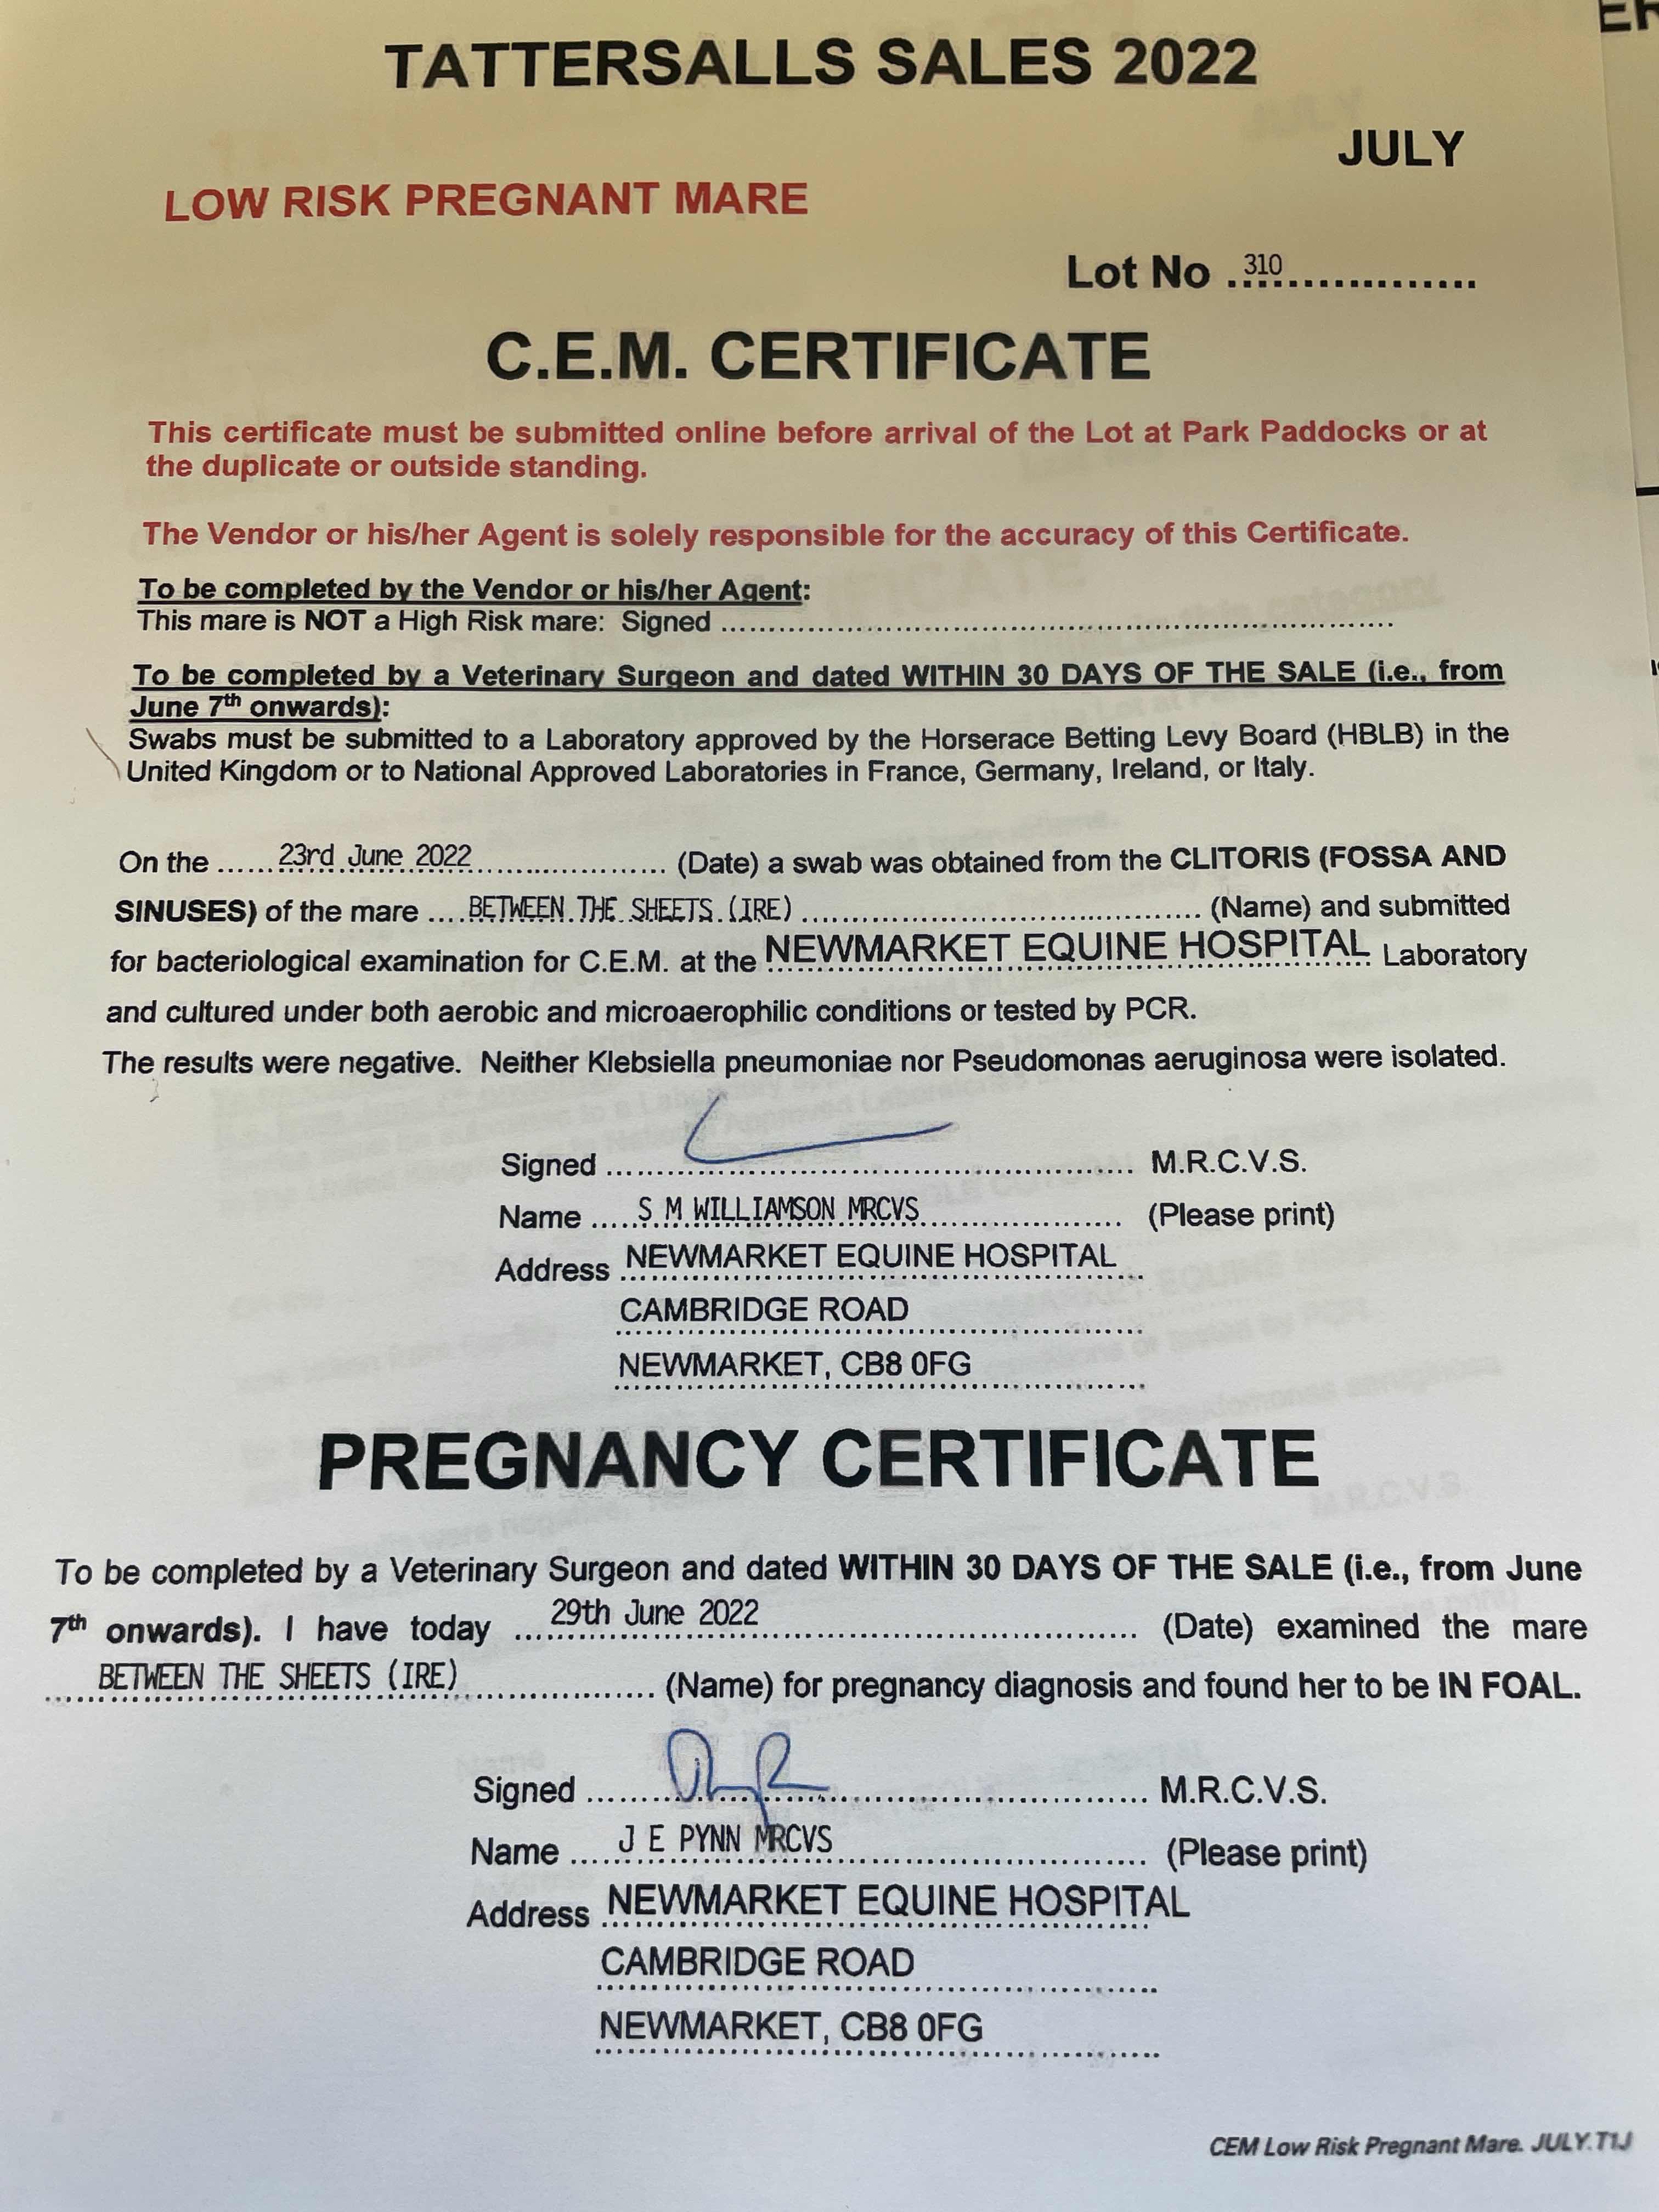 TATTERSALLS SALES 2022
JULY
LOW RISK PREGNANT MARE
Lot No .310.................
C.E.M. CERTIFICATE
This certificate must be submitted online before arrival of the Lot at Park Paddocks or at
the duplicate or outside standing.
The Vendor or his/her Agent is solely responsible for the accuracy of this Certificate.
To be completed by the Vendor or his/her Agent:
This mare is NOT a High Risk mare: Signed ....................................................
To be completed by a Veterinary Surgeon and dated WITHIN 30 DAYS OF THE SALE (i.e., from
June 7th onwards):
Swabs must be submitted to a Laboratory approved by the Horserace Betting Levy Board (HBLB) in the
United Kingdom or to National Approved Laboratories in France, Germany, Ireland, or Italy.
On the ......23rd June 2022.................... (Date) a swab was obtained from the CLITORIS (FOSSA AND
SINUSES) of the mare ....BETWEEN THE SHEETS (IRE)........................................ (Name) and submitted
for bacteriological examination for C.E.M. at the NEWMARKET EQUINE HOSPITAL Laboratory
and cultured under both aerobic and microaerophilic conditions or tested by PCR.
The results were negative. Neither Klebsiella pneumoniae nor Pseudomonas aeruginosa were isolated.
Signed ........................................................ M.R.C.V.S.
Name .....S M WILLIAMSON MRCVS..................... (Please print)
Address NEWMARKET EQUINE HOSPITAL
CAMBRIDGE ROAD
NEWMARKET, CB8 0FG
PREGNANCY CERTIFICATE
To be completed by a Veterinary Surgeon and dated WITHIN 30 DAYS OF THE SALE (i.e., from June
7th onwards). I have today ...29th June 2022...................................... (Date) examined the mare
BETWEEN THE SHEETS (IRE).................... (Name) for pregnancy diagnosis and found her to be IN FOAL.
Signed ........................................................ M.R.C.V.S.
Name .....J E PYNN MRCVS............................... (Please print)
Address NEWMARKET EQUINE HOSPITAL
CAMBRIDGE ROAD
NEWMARKET, CB8 0FG
CEM Low Risk Pregnant Mare. JULY.T1J